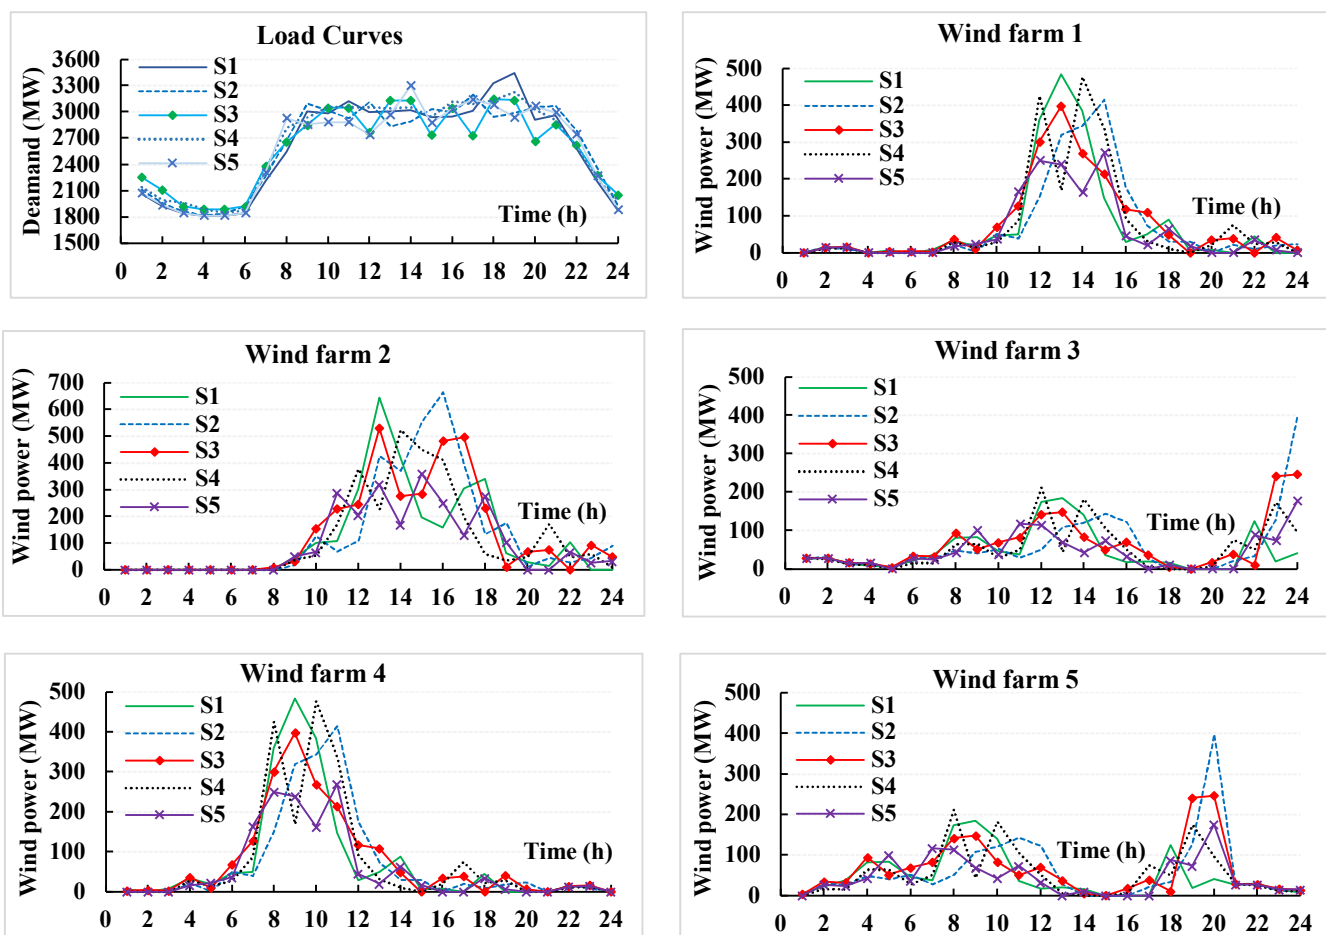 Load Curves
Deamand (MW)
3600
3300
3000
2700
2400
2100
1800
1500
S1
S2
S3
S4
S5
Time (h)
0 2 4 6 8 10 12 14 16 18 20 22 24
Wind farm 1
Wind power (MW)
500
400
300
200
100
0
S1
S2
S3
S4
S5
Time (h)
0 2 4 6 8 10 12 14 16 18 20 22 24
Wind farm 2
Wind power (MW)
700
600
500
400
300
200
100
0
S1
S2
S3
S4
S5
Time (h)
0 2 4 6 8 10 12 14 16 18 20 22 24
Wind farm 3
Wind power (MW)
500
400
300
200
100
0
S1
S2
S3
S4
S5
Time (h)
0 2 4 6 8 10 12 14 16 18 20 22 24
Wind farm 4
Wind power (MW)
500
400
300
200
100
0
S1
S2
S3
S4
S5
Time (h)
0 2 4 6 8 10 12 14 16 18 20 22 24
Wind farm 5
Wind power (MW)
500
400
300
200
100
0
S1
S2
S3
S4
S5
Time (h)
0 2 4 6 8 10 12 14 16 18 20 22 24